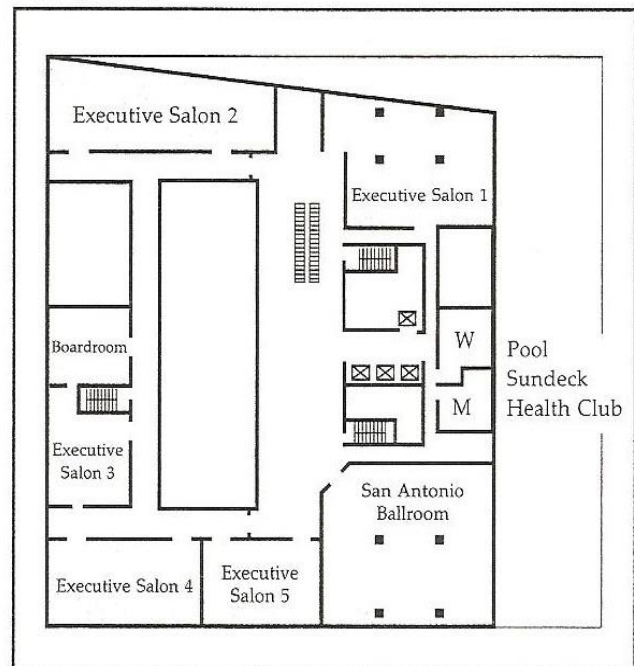 Executive Salon 2
Executive Salon 1
Boardroom
W
Pool
Sundeck
Health Club
M
Executive
Salon 3
San Antonio
Ballroom
Executive Salon 4
Executive
Salon 5